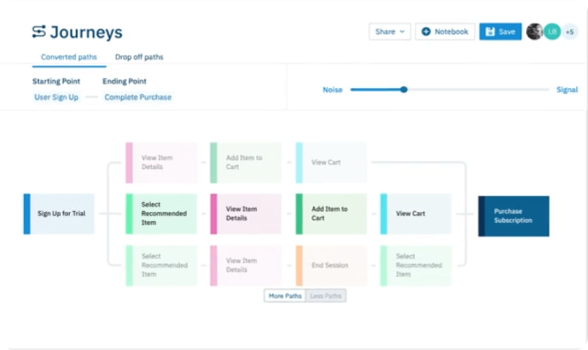 Journeys
Share
Notebook
Save
LR
+5
Converted paths
Drop off paths
Starting Point
Ending Point
User Sign Up
Complete Purchase
Noise
Signal
View Item
Details
Add Item to
Cart
View Cart
Sign Up for Trial
Select
Recommended
Item
View Item
Details
Add Item to
Cart
View Cart
Purchase
Subscription
Select
Recommended
Item
View Item
Details
End Session
Select
Recommended
Item
More Paths
Less Paths